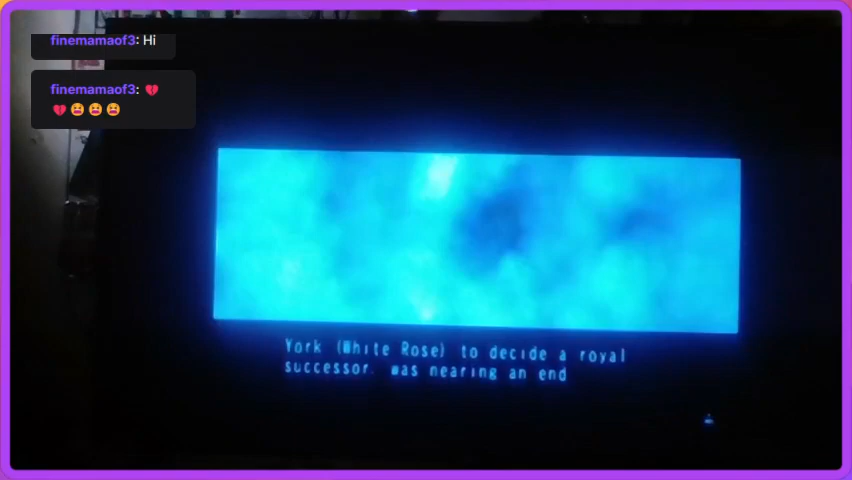 finemamaof3: Hi
finemamaof3: 💔
💔😫😫😫
York (White Rose) to decide a royal
successor, was nearing an end